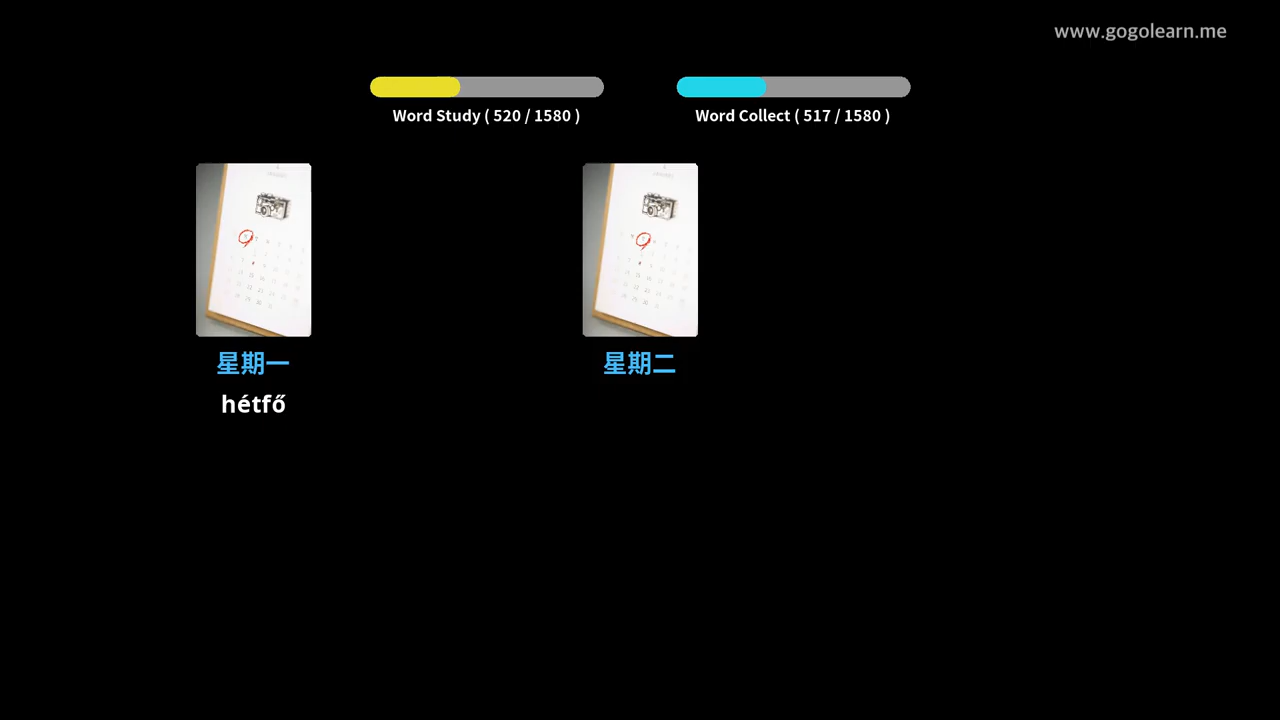 www.gogolearn.me
Word Study ( 520 / 1580 )
Word Collect ( 517 / 1580 )
星期一
星期二
hétfő